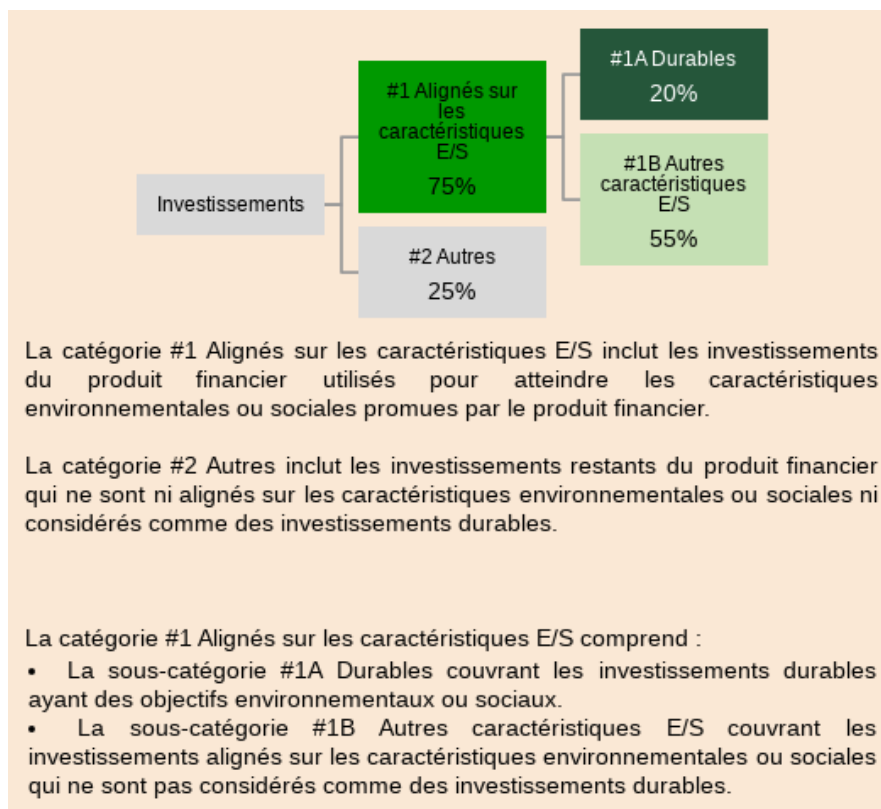 #1A Durables
20%
#1 Alignés sur
les
caractéristiques
E/S
75%
#1B Autres
caractéristiques
E/S
55%
Investissements
#2 Autres
25%
La catégorie #1 Alignés sur les caractéristiques E/S inclut les investissements
du produit financier utilisés pour atteindre les caractéristiques
environnementales ou sociales promues par le produit financier.
La catégorie #2 Autres inclut les investissements restants du produit financier
qui ne sont ni alignés sur les caractéristiques environnementales ou sociales ni
considérés comme des investissements durables.
La catégorie #1 Alignés sur les caractéristiques E/S comprend :
• La sous-catégorie #1A Durables couvrant les investissements durables
ayant des objectifs environnementaux ou sociaux.
• La sous-catégorie #1B Autres caractéristiques E/S couvrant les
investissements alignés sur les caractéristiques environnementales ou sociales
qui ne sont pas considérés comme des investissements durables.